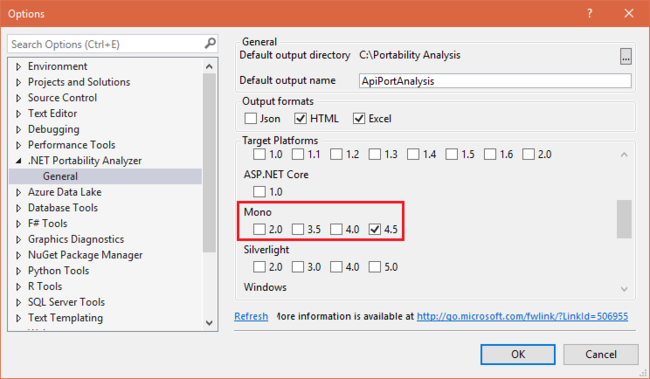 Options
? ×
Search Options (Ctrl+E)
Environment
Projects and Solutions
Source Control
Text Editor
Debugging
Performance Tools
.NET Portability Analyzer
General
Azure Data Lake
Database Tools
F# Tools
Graphics Diagnostics
NuGet Package Manager
Python Tools
R Tools
SQL Server Tools
Text Templating
General
Default output directory C:\Portability Analysis ...
Default output name ApiPortAnalysis
Output formats
Json HTML Excel
Target Platforms
1.0 1.1 1.2 1.3 1.4 1.5 1.6 2.0
ASP.NET Core
1.0
Mono
2.0 3.5 4.0 4.5
Silverlight
2.0 3.0 4.0 5.0
Windows
Refresh More information is available at http://go.microsoft.com/fwlink/?LinkId=506955
OK Cancel